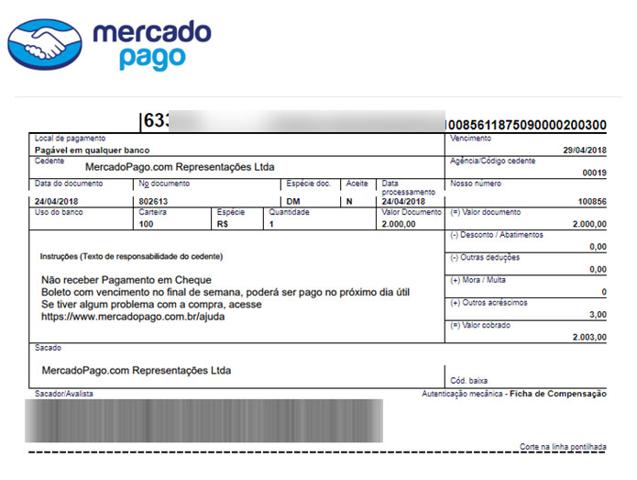 mercado
pago
633
10085611875090000200300
Local de pagamento
Vencimento
Pagável em qualquer banco
29/04/2018
Cedente
MercadoPago.com Representações Ltda
Agência/Código cedente
00019
Data do documento
No documento
Espécie doc.
Aceite
Data processamento
Nosso número
24/04/2018
802613
DM
N
24/04/2018
100856
Uso do banco
Carteira
Espécie
Quantidade
Valor Documento
(=) Valor documento
100
R$
1
2.000,00
2.000,00
(-) Desconto / Abatimentos
0,00
Instruções (Texto de responsabilidade do cedente)
(-) Outras deduções
0,00
Não receber Pagamento em Cheque
(+) Mora / Multa
Boleto com vencimento no final de semana, poderá ser pago no próximo dia útil
0
Se tiver algum problema com a compra, acesse
(+) Outros acréscimos
https://www.mercadopago.com.br/ajuda
3,00
(=) Valor cobrado
2.003,00
Sacado
MercadoPago.com Representações Ltda
Cód. baixa
Sacador/Avalista
Autenticação mecânica - Ficha de Compensação
Corte na linha pontilhada